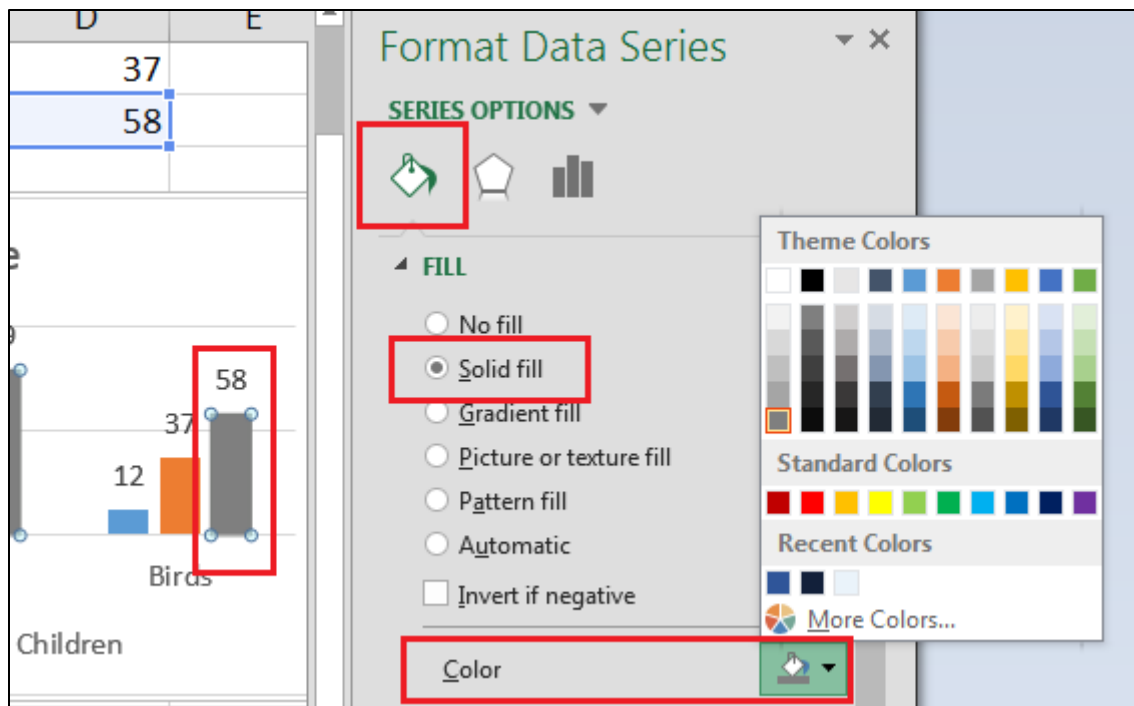 D E
37
58
e
9
58
37
12
Birds
Children
Format Data Series
SERIES OPTIONS
FILL
No fill
Solid fill
Gradient fill
Picture or texture fill
Pattern fill
Automatic
Invert if negative
Color
Theme Colors
Standard Colors
Recent Colors
More Colors...